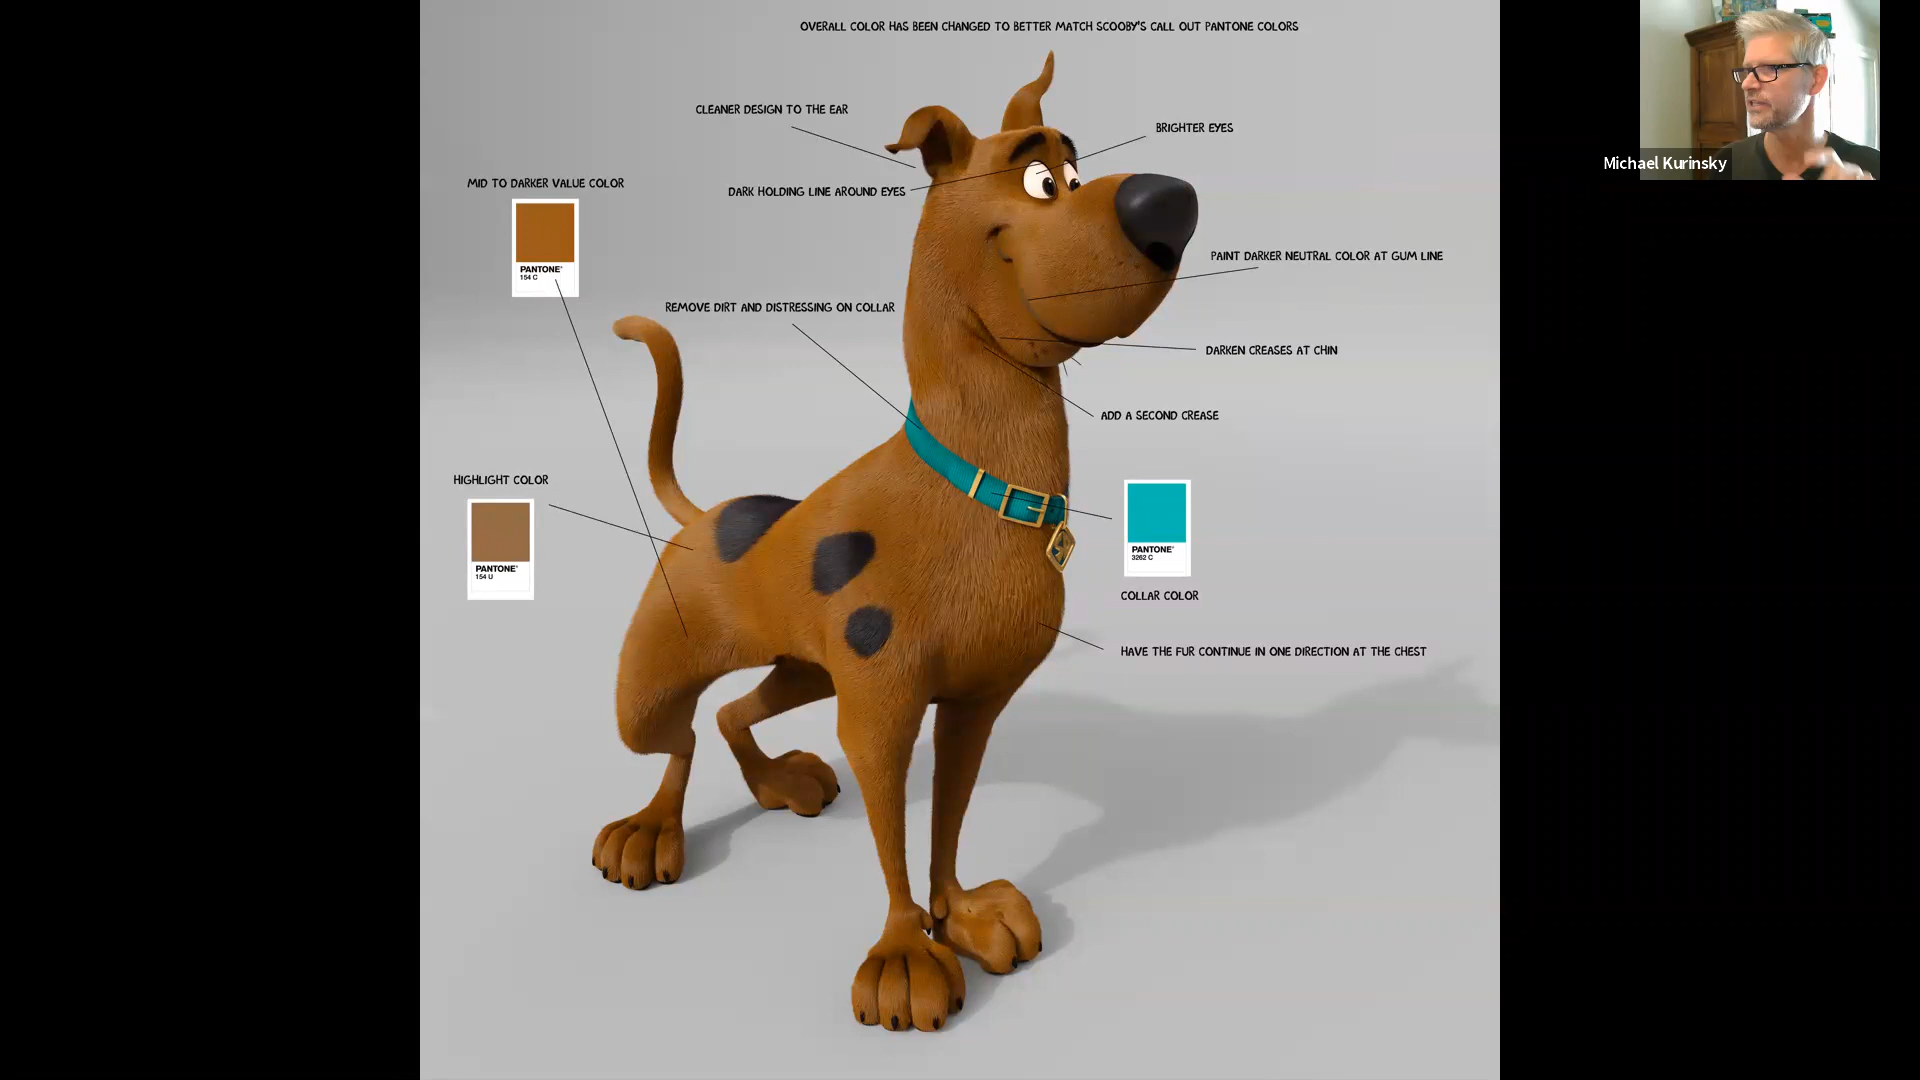 OVERALL COLOR HAS BEEN CHANGED TO BETTER MATCH SCOOBY'S CALL OUT PANTONE COLORS
CLEANER DESIGN TO THE EAR
BRIGHTER EYES
Michael Kurinsky
MID TO DARKER VALUE COLOR
DARK HOLDING LINE AROUND EYES
PANTONE®
154 C
PAINT DARKER NEUTRAL COLOR AT GUM LINE
REMOVE DIRT AND DISTRESSING ON COLLAR
DARKEN CREASES AT CHIN
ADD A SECOND CREASE
HIGHLIGHT COLOR
PANTONE®
154 U
PANTONE®
3262 C
COLLAR COLOR
HAVE THE FUR CONTINUE IN ONE DIRECTION AT THE CHEST